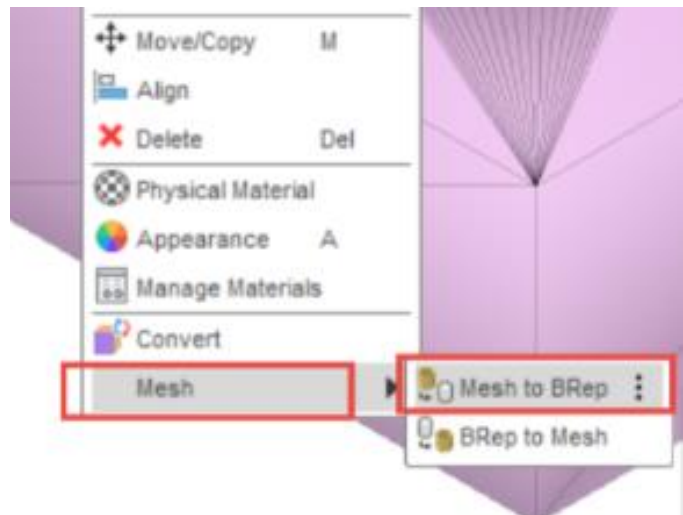 Move/Copy M
Align
Delete Del
Physical Material
Appearance A
Manage Materials
Convert
Mesh
Mesh to BRep
BRep to Mesh